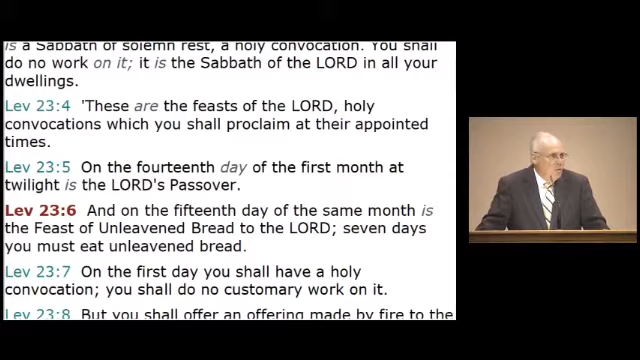 is a Sabbath of solemn rest, a holy convocation. You shall
do no work on it; it is the Sabbath of the LORD in all your
dwellings.
Lev 23:4 'These are the feasts of the LORD, holy
convocations which you shall proclaim at their appointed
times.
Lev 23:5 On the fourteenth day of the first month at
twilight is the LORD's Passover.
Lev 23:6 And on the fifteenth day of the same month is
the Feast of Unleavened Bread to the LORD; seven days
you must eat unleavened bread.
Lev 23:7 On the first day you shall have a holy
convocation; you shall do no customary work on it.
Lev 23:8 But you shall offer an offering made by fire to the